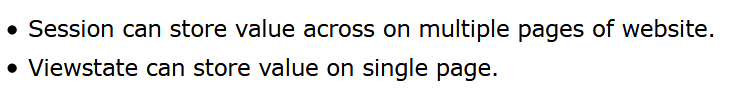 • Session can store value across on multiple pages of website.
• Viewstate can store value on single page.